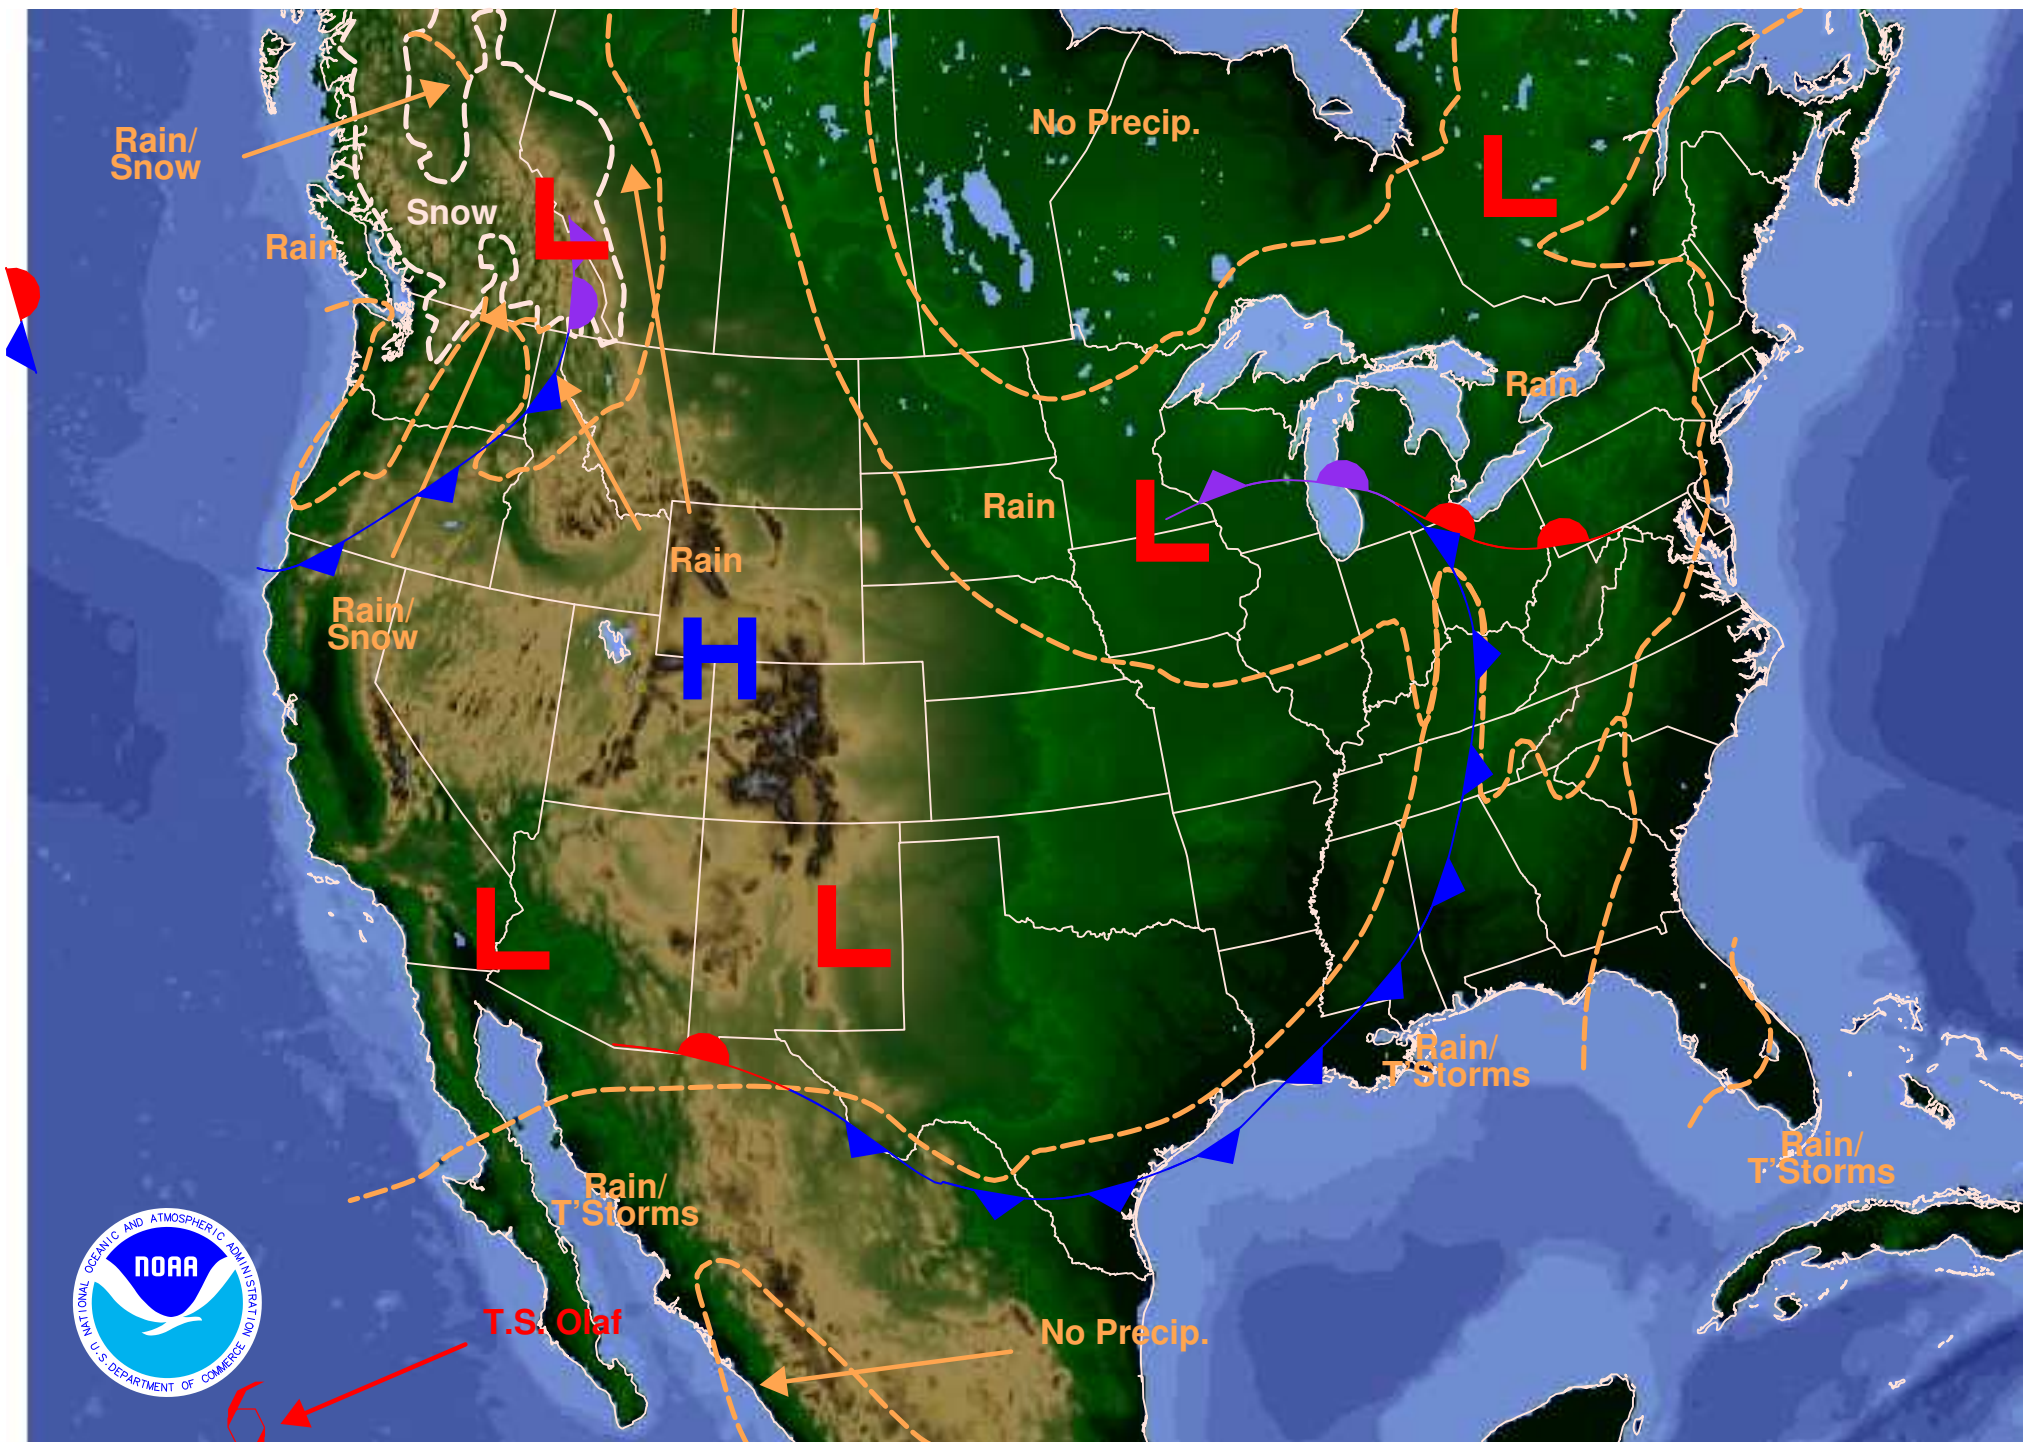 No Precip.
Rain/
Snow
L
L
Snow
Rain
Rain
Rain
L
Rain
Rain/
Snow
H
L
L
Rain/
T'Storms
Rain/
T'Storms
Rain/
T'Storms
NOAA
NATIONAL OCEANIC AND ATMOSPHERIC ADMINISTRATION
U.S. DEPARTMENT OF COMMERCE
T.S. Olaf
No Precip.